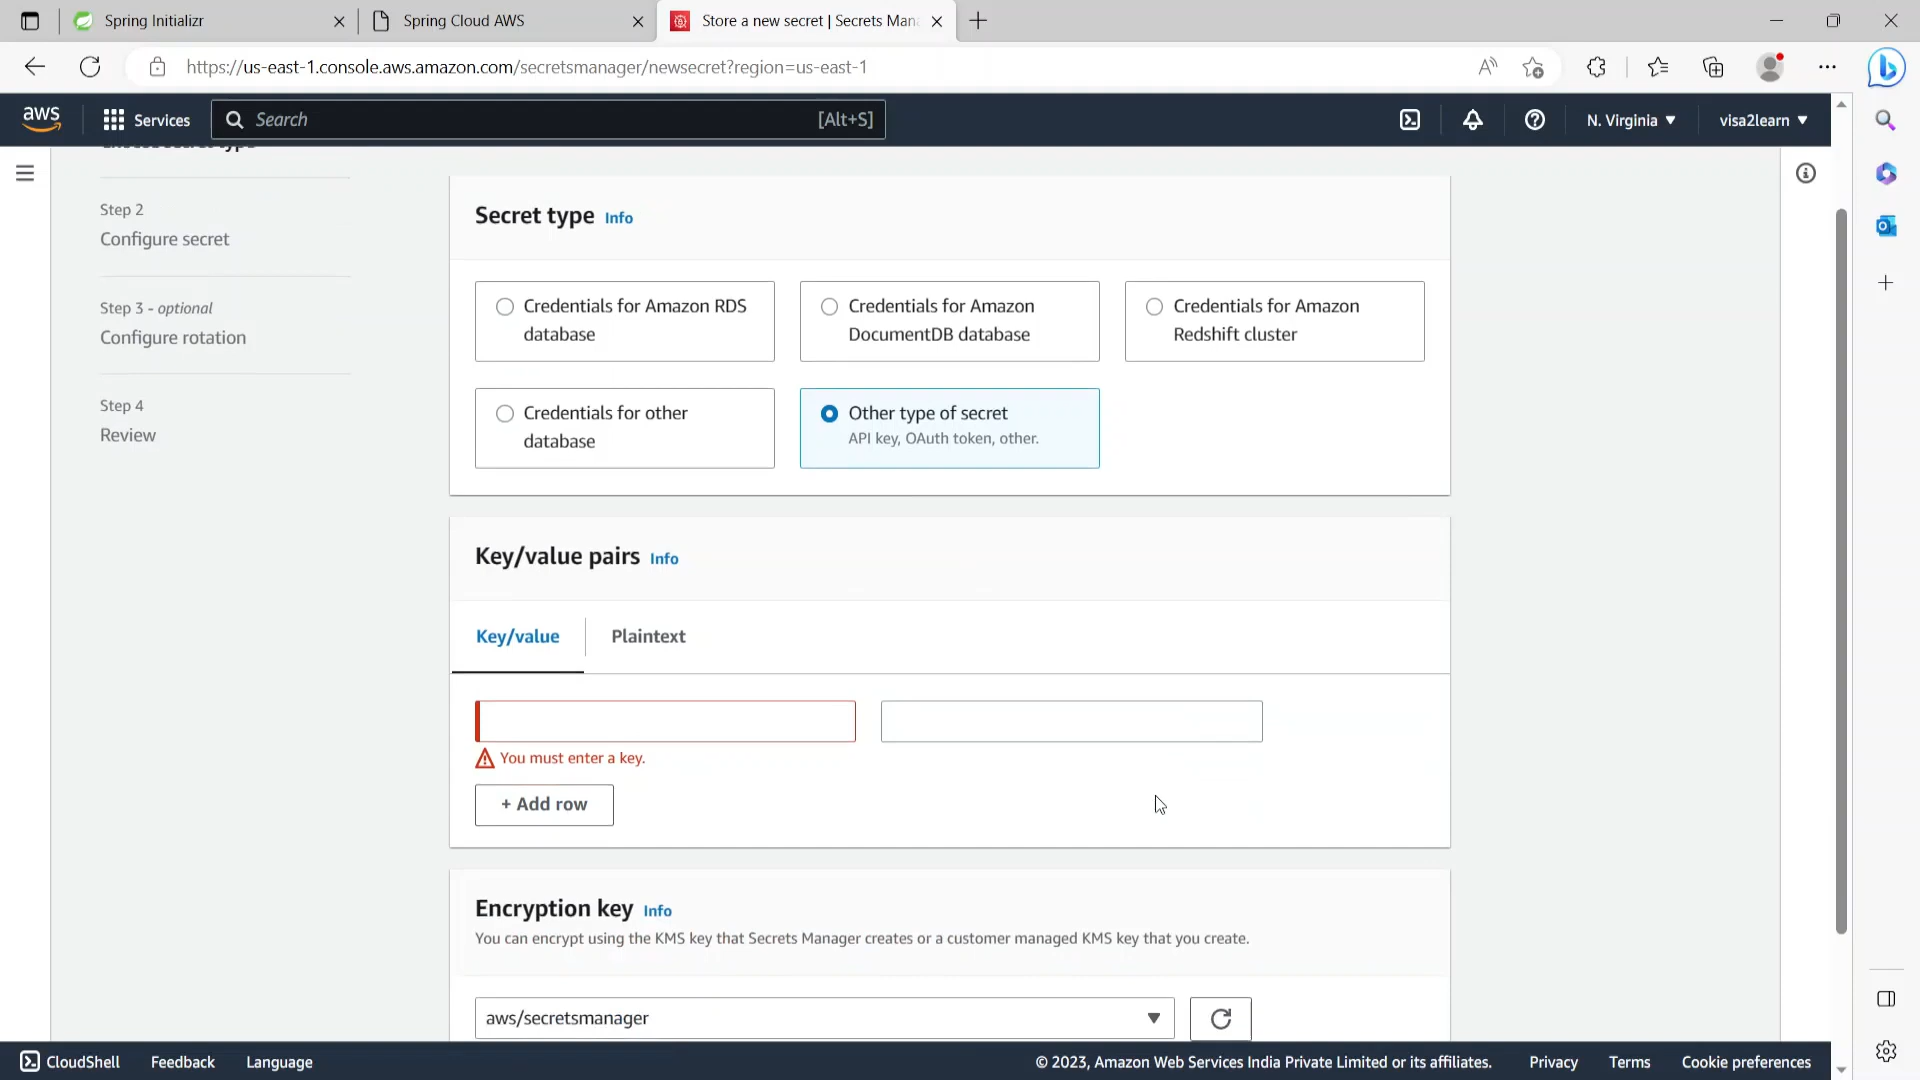 Spring Initializr
Spring Cloud AWS
Store a new secret | Secrets Man
https://us-east-1.console.aws.amazon.com/secretsmanager/newsecret?region=us-east-1
aws
Services
Search
[Alt+S]
N. Virginia
visa2learn
Step 2
Configure secret
Step 3 - optional
Configure rotation
Step 4
Review
Secret type Info
Credentials for Amazon RDS
database
Credentials for Amazon
DocumentDB database
Credentials for Amazon
Redshift cluster
Credentials for other
database
Other type of secret
API key, OAuth token, other.
Key/value pairs Info
Key/value
Plaintext
You must enter a key.
+ Add row
Encryption key Info
You can encrypt using the KMS key that Secrets Manager creates or a customer managed KMS key that you create.
aws/secretsmanager
CloudShell
Feedback
Language
© 2023, Amazon Web Services India Private Limited or its affiliates.
Privacy
Terms
Cookie preferences